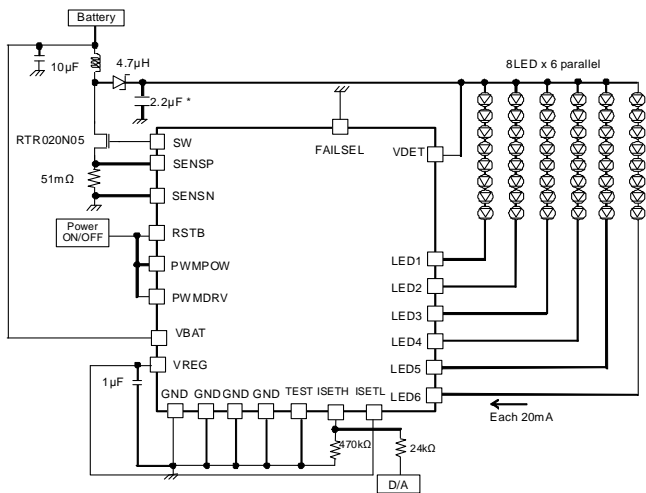 Battery
4.7μH
10μF
2.2μF *
8LED x 6 parallel
RTR020N05
SW
FAILSEL
VDET
SENSP
51mΩ
SENSN
Power
ON/OFF
RSTB
PWMPOW
PWMDRV
LED1
LED2
LED3
LED4
LED5
LED6
VBAT
VREG
1μF
GND GND GND GND TEST ISETH ISETL
Each 20mA
470kΩ
24kΩ
D/A